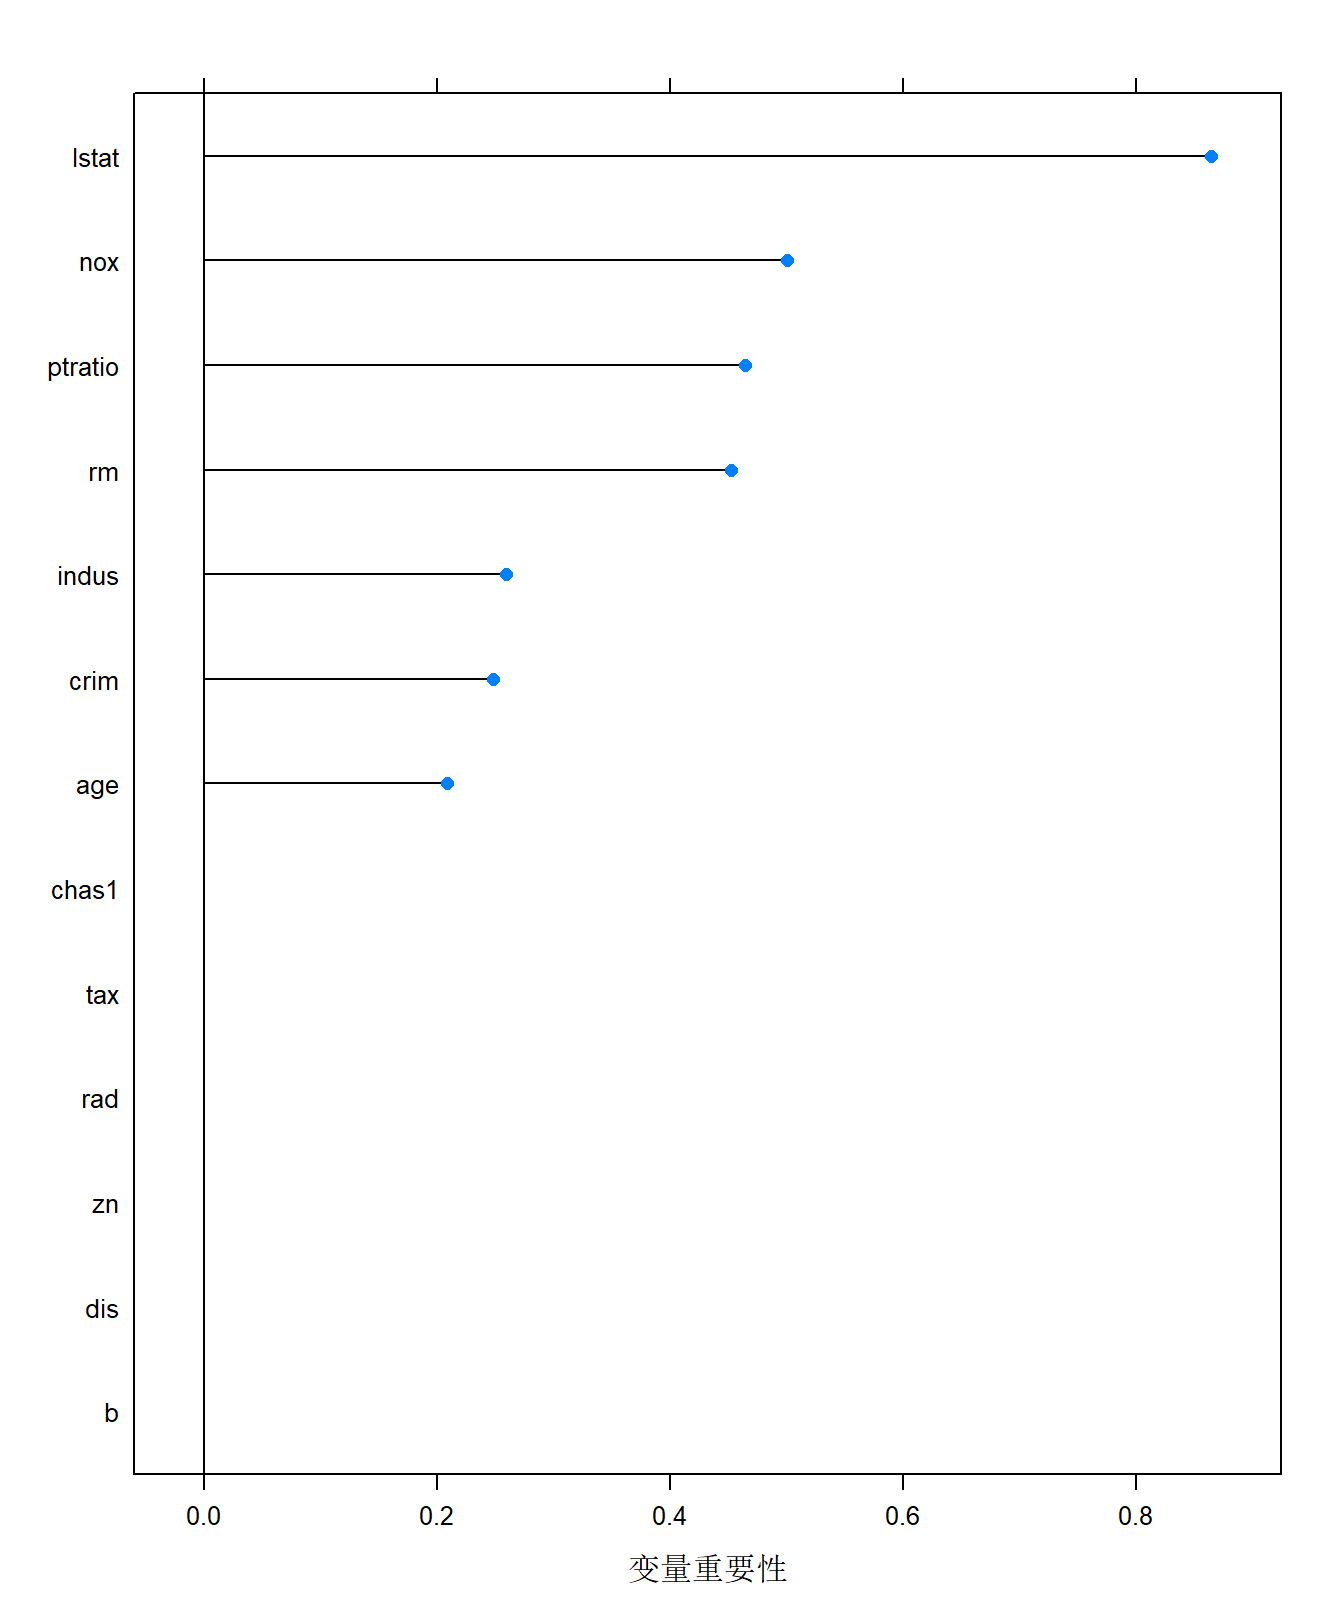 lstat
nox
ptratio
rm
indus
crim
age
chas1
tax
rad
zn
dis
b
0.0 0.2 0.4 0.6 0.8
变量重要性